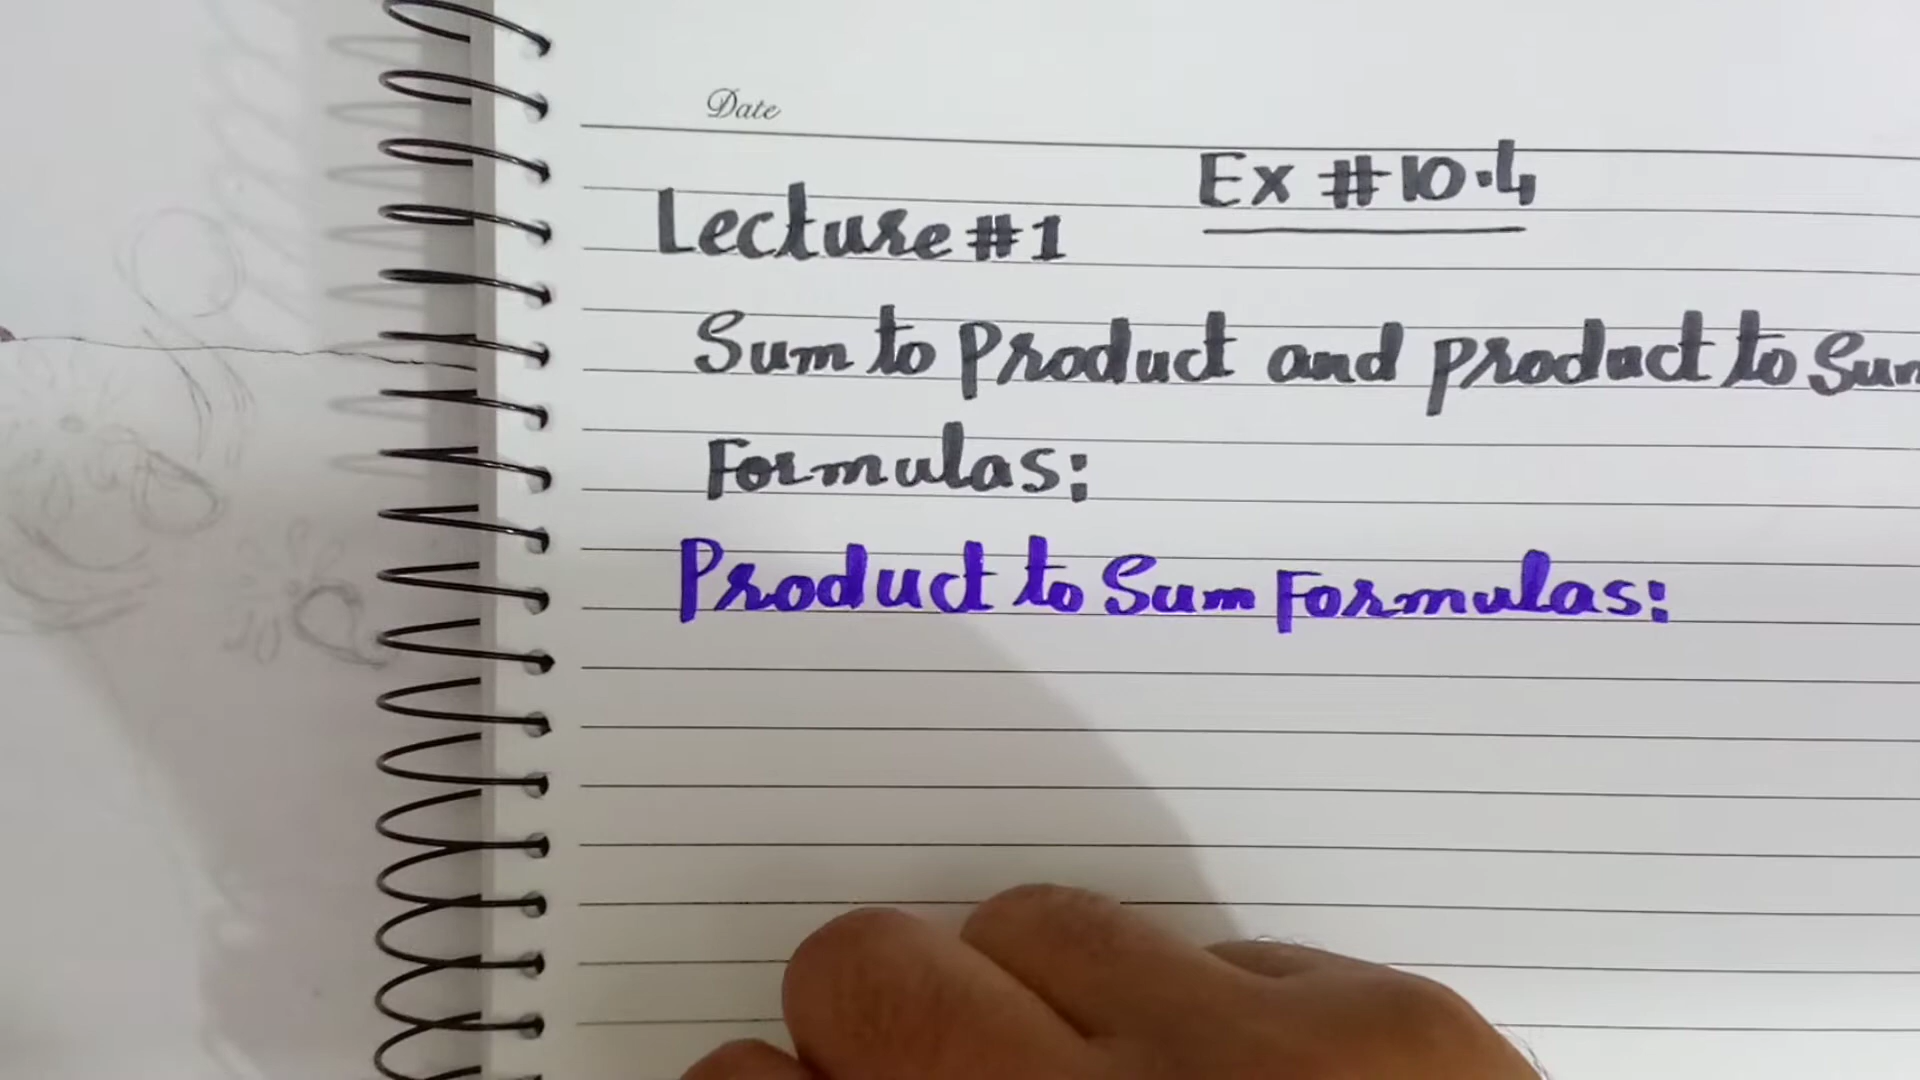 Date
Ex #10.4
Lecture #1
Sum to Product and product to Sum
Formulas:
Product to Sum Formulas: